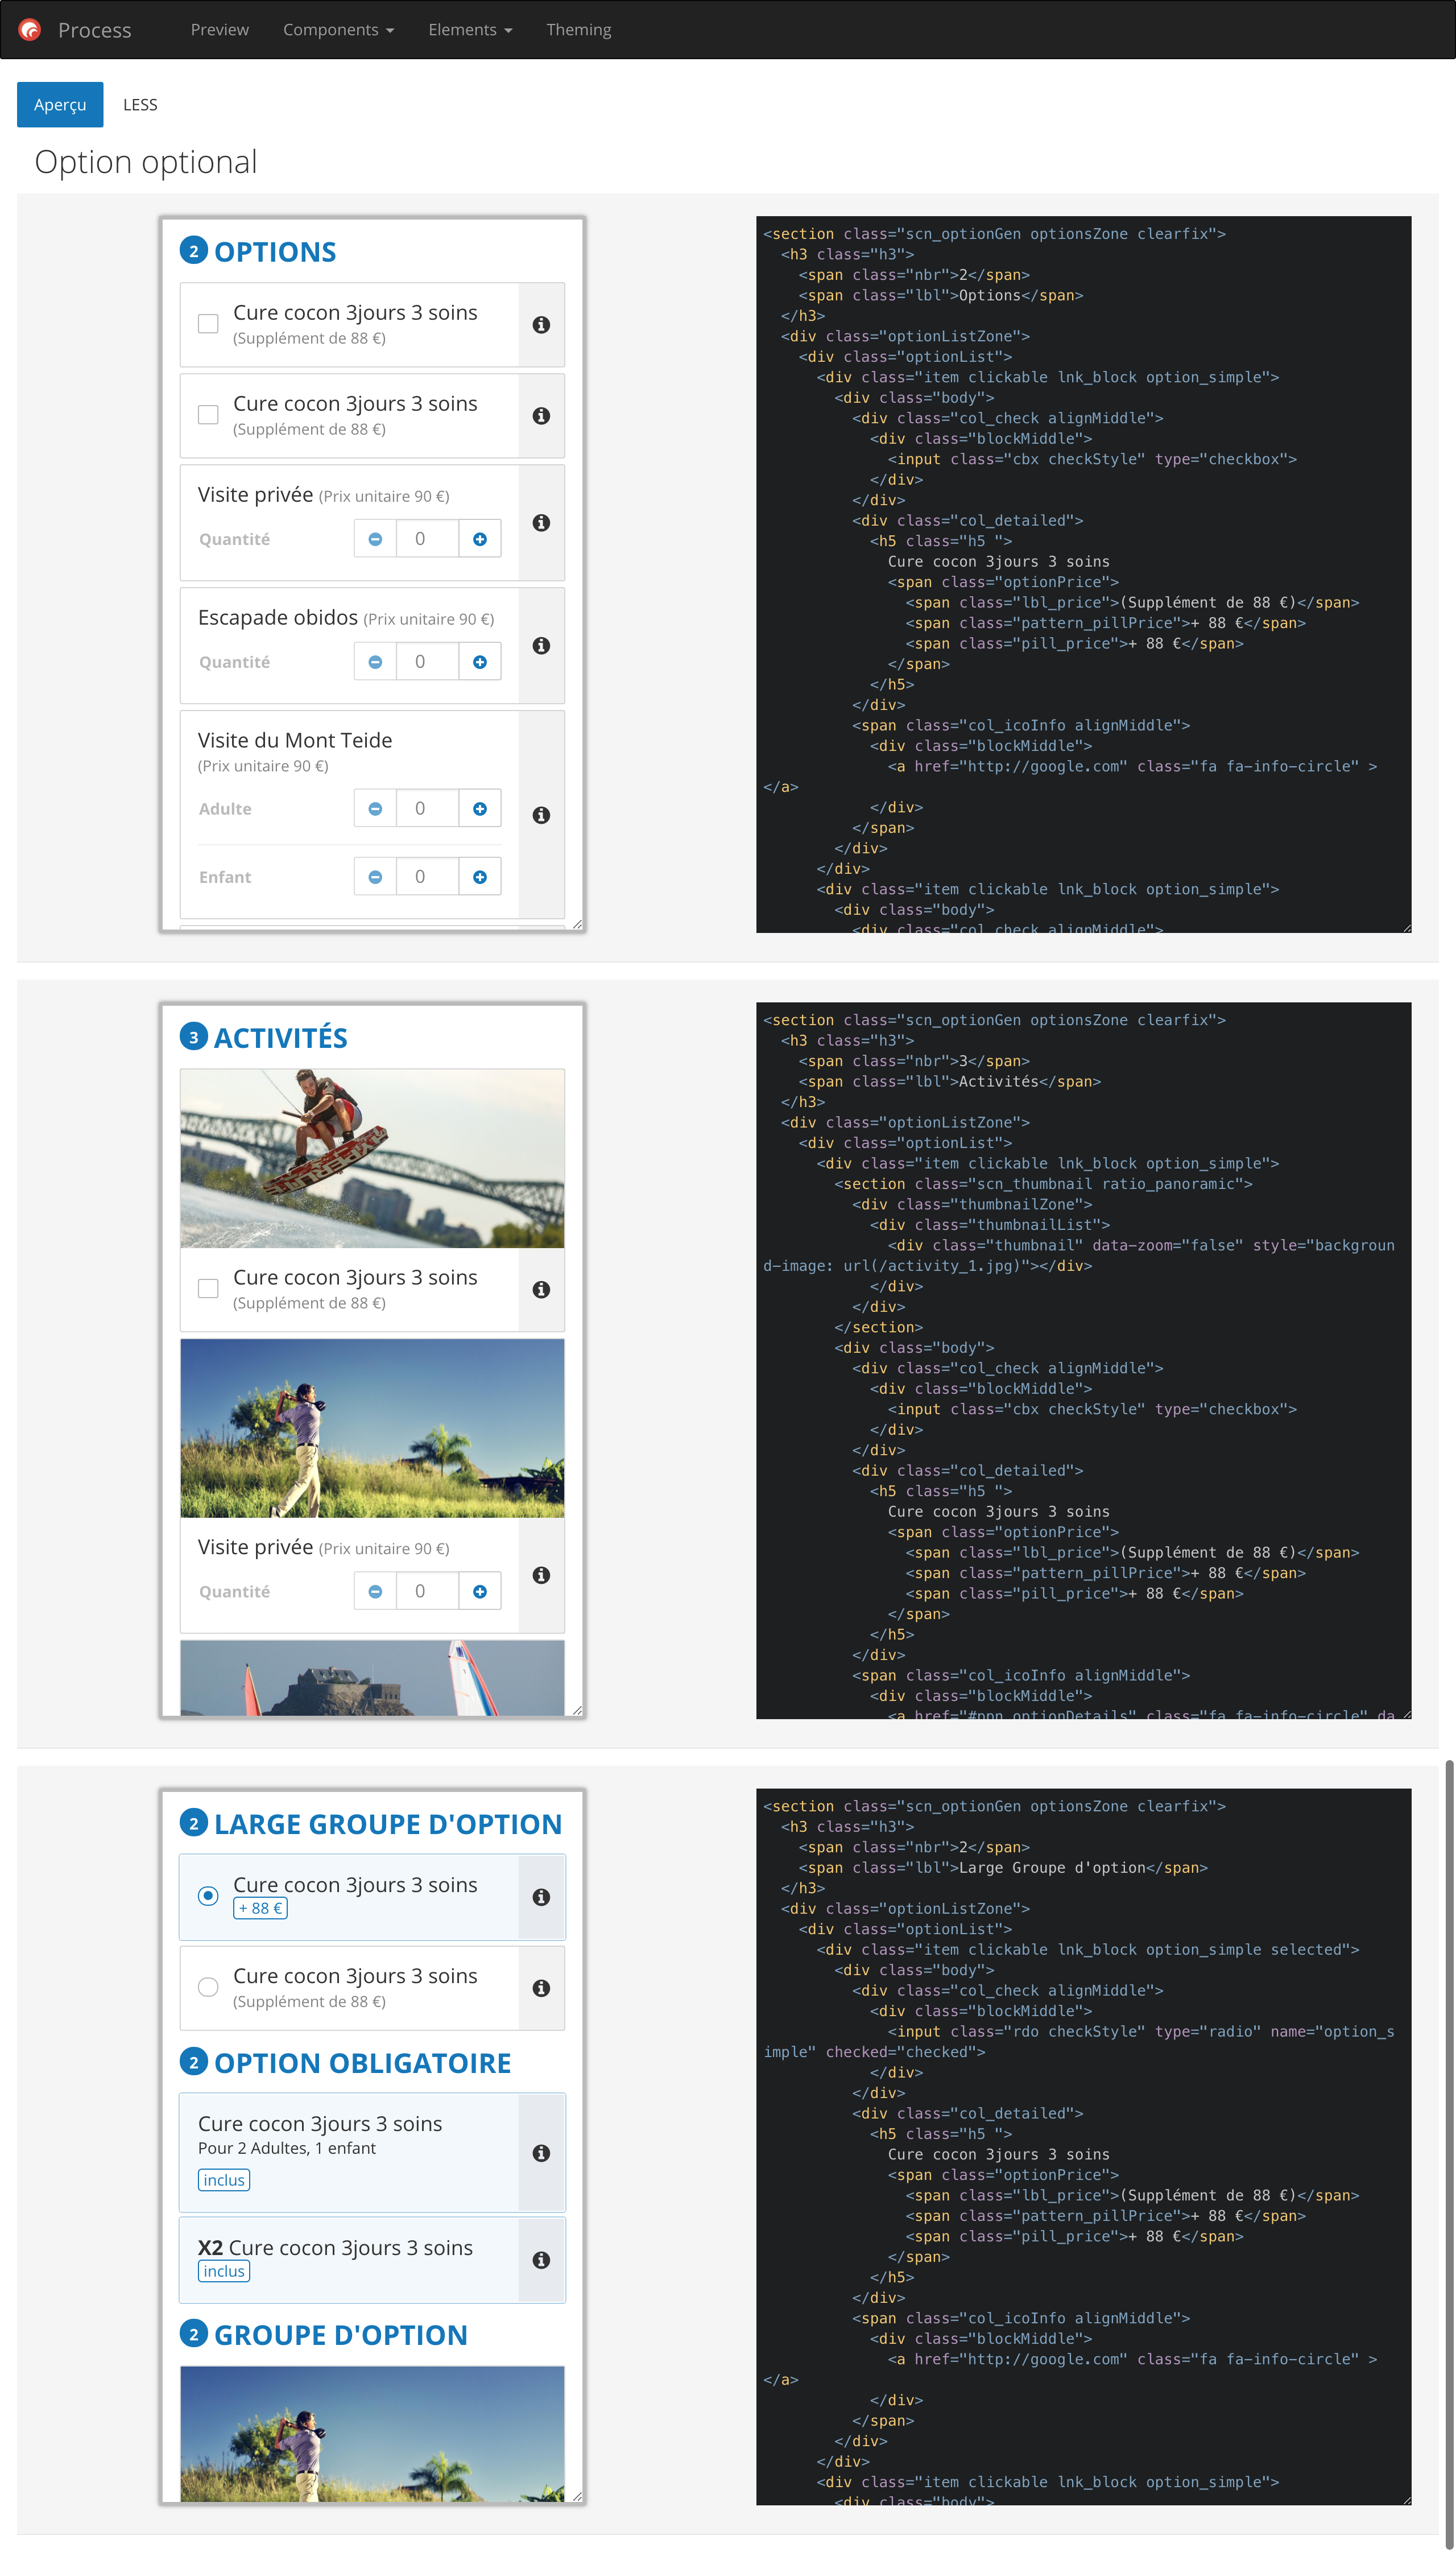 Process Preview Components Elements Theming
Aperçu LESS
Option optional
2 OPTIONS
Cure cocon 3jours 3 soins
(Supplément de 88 €)
Cure cocon 3jours 3 soins
(Supplément de 88 €)
Visite privée (Prix unitaire 90 €)
Quantité 0
Escapade obidos (Prix unitaire 90 €)
Quantité 0
Visite du Mont Teide
(Prix unitaire 90 €)
Adulte 0
Enfant 0
<section class="scn_optionGen optionsZone clearfix">
<h3 class="h3">
<span class="nbr">2</span>
<span class="lbl">Options</span>
</h3>
<div class="optionListZone">
<div class="optionList">
<div class="item clickable lnk_block option_simple">
<div class="body">
<div class="col_check alignMiddle">
<div class="blockMiddle">
<input class="cbx checkStyle" type="checkbox">
</div>
</div>
<div class="col_detailed">
<h5 class="h5 ">
Cure cocon 3jours 3 soins
<span class="optionPrice">
<span class="lbl_price">(Supplément de 88 €)</span>
<span class="pattern_pillPrice">+ 88 €</span>
<span class="pill_price">+ 88 €</span>
</span>
</h5>
</div>
<span class="col_icoInfo alignMiddle">
<div class="blockMiddle">
<a href="http://google.com" class="fa fa-info-circle" >
</a>
</div>
</span>
</div>
</div>
<div class="item clickable lnk_block option_simple">
<div class="body">
<div class="col_check alignMiddle">
3 ACTIVITÉS
Cure cocon 3jours 3 soins
(Supplément de 88 €)
Visite privée (Prix unitaire 90 €)
Quantité 0
<section class="scn_optionGen optionsZone clearfix">
<h3 class="h3">
<span class="nbr">3</span>
<span class="lbl">Activités</span>
</h3>
<div class="optionListZone">
<div class="optionList">
<div class="item clickable lnk_block option_simple">
<section class="scn_thumbnail ratio_panoramic">
<div class="thumbnailZone">
<div class="thumbnailList">
<div class="thumbnail" data-zoom="false" style="backgroun
d-image: url(/activity_1.jpg)"></div>
</div>
</div>
</section>
<div class="body">
<div class="col_check alignMiddle">
<div class="blockMiddle">
<input class="cbx checkStyle" type="checkbox">
</div>
</div>
<div class="col_detailed">
<h5 class="h5 ">
Cure cocon 3jours 3 soins
<span class="optionPrice">
<span class="lbl_price">(Supplément de 88 €)</span>
<span class="pattern_pillPrice">+ 88 €</span>
<span class="pill_price">+ 88 €</span>
</span>
</h5>
</div>
<span class="col_icoInfo alignMiddle">
<div class="blockMiddle">
<a href="#ppn_optionDetails" class="fa fa-info-circle" da
2 LARGE GROUPE D'OPTION
Cure cocon 3jours 3 soins
+ 88 €
Cure cocon 3jours 3 soins
(Supplément de 88 €)
2 OPTION OBLIGATOIRE
Cure cocon 3jours 3 soins
Pour 2 Adultes, 1 enfant
inclus
X2 Cure cocon 3jours 3 soins
inclus
2 GROUPE D'OPTION
<section class="scn_optionGen optionsZone clearfix">
<h3 class="h3">
<span class="nbr">2</span>
<span class="lbl">Large Groupe d'option</span>
</h3>
<div class="optionListZone">
<div class="optionList">
<div class="item clickable lnk_block option_simple selected">
<div class="body">
<div class="col_check alignMiddle">
<div class="blockMiddle">
<input class="rdo checkStyle" type="radio" name="option_s
imple" checked="checked">
</div>
</div>
<div class="col_detailed">
<h5 class="h5 ">
Cure cocon 3jours 3 soins
<span class="optionPrice">
<span class="lbl_price">(Supplément de 88 €)</span>
<span class="pattern_pillPrice">+ 88 €</span>
<span class="pill_price">+ 88 €</span>
</span>
</h5>
</div>
<span class="col_icoInfo alignMiddle">
<div class="blockMiddle">
<a href="http://google.com" class="fa fa-info-circle" >
</a>
</div>
</span>
</div>
</div>
<div class="item clickable lnk_block option_simple">
<div class="body">